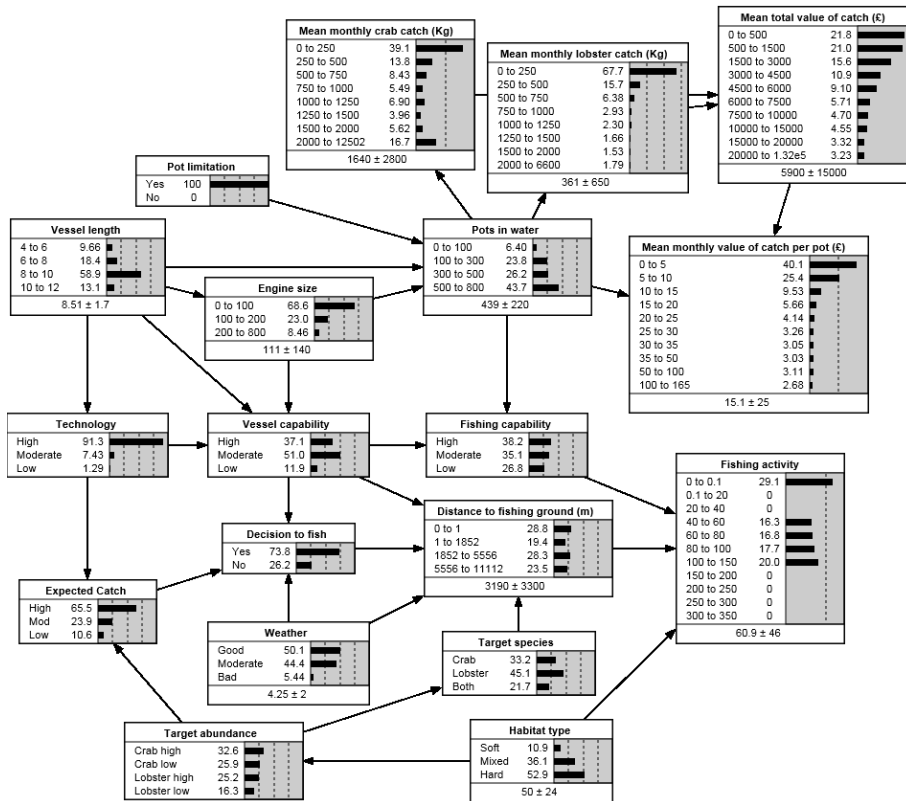 Mean monthly crab catch (Kg)
0 to 250 39.1
250 to 500 13.8
500 to 750 8.43
750 to 1000 5.49
1000 to 1250 6.90
1250 to 1500 3.96
1500 to 2000 5.62
2000 to 12502 16.7
1640 ± 2800
Mean monthly lobster catch (Kg)
0 to 250 67.7
250 to 500 15.7
500 to 750 6.38
750 to 1000 2.93
1000 to 1250 2.30
1250 to 1500 1.66
1500 to 2000 1.53
2000 to 6600 1.79
361 ± 650
Mean total value of catch (£)
0 to 500 21.8
500 to 1500 21.0
1500 to 3000 15.6
3000 to 4500 10.9
4500 to 6000 9.10
6000 to 7500 5.71
7500 to 10000 4.70
10000 to 15000 4.55
15000 to 20000 3.32
20000 to 1.32e5 3.23
5900 ± 15000
Pot limitation
Yes 100
No 0
Vessel length
4 to 6 9.66
6 to 8 18.4
8 to 10 58.9
10 to 12 13.1
8.51 ± 1.7
Engine size
0 to 100 68.6
100 to 200 23.0
200 to 800 8.46
111 ± 140
Pots in water
0 to 100 6.40
100 to 300 23.8
300 to 500 26.2
500 to 800 43.7
439 ± 220
Mean monthly value of catch per pot (£)
0 to 5 40.1
5 to 10 25.4
10 to 15 9.53
15 to 20 5.66
20 to 25 4.14
25 to 30 3.26
30 to 35 3.05
35 to 50 3.03
50 to 100 3.11
100 to 165 2.68
15.1 ± 25
Technology
High 91.3
Moderate 7.43
Low 1.29
Vessel capability
High 37.1
Moderate 51.0
Low 11.9
Fishing capability
High 38.2
Moderate 35.1
Low 26.8
Fishing activity
0 to 0.1 29.1
0.1 to 20 0
20 to 40 0
40 to 60 16.3
60 to 80 16.8
80 to 100 17.7
100 to 150 20.0
150 to 200 0
200 to 250 0
250 to 300 0
300 to 350 0
60.9 ± 46
Decision to fish
Yes 73.8
No 26.2
Distance to fishing ground (m)
0 to 1 28.8
1 to 1852 19.4
1852 to 5556 28.3
5556 to 11112 23.5
3190 ± 3300
Expected Catch
High 65.5
Mod 23.9
Low 10.6
Weather
Good 50.1
Moderate 44.4
Bad 5.44
4.25 ± 2
Target species
Crab 33.2
Lobster 45.1
Both 21.7
Target abundance
Crab high 32.6
Crab low 25.9
Lobster high 25.2
Lobster low 16.3
Habitat type
Soft 10.9
Mixed 36.1
Hard 52.9
50 ± 24